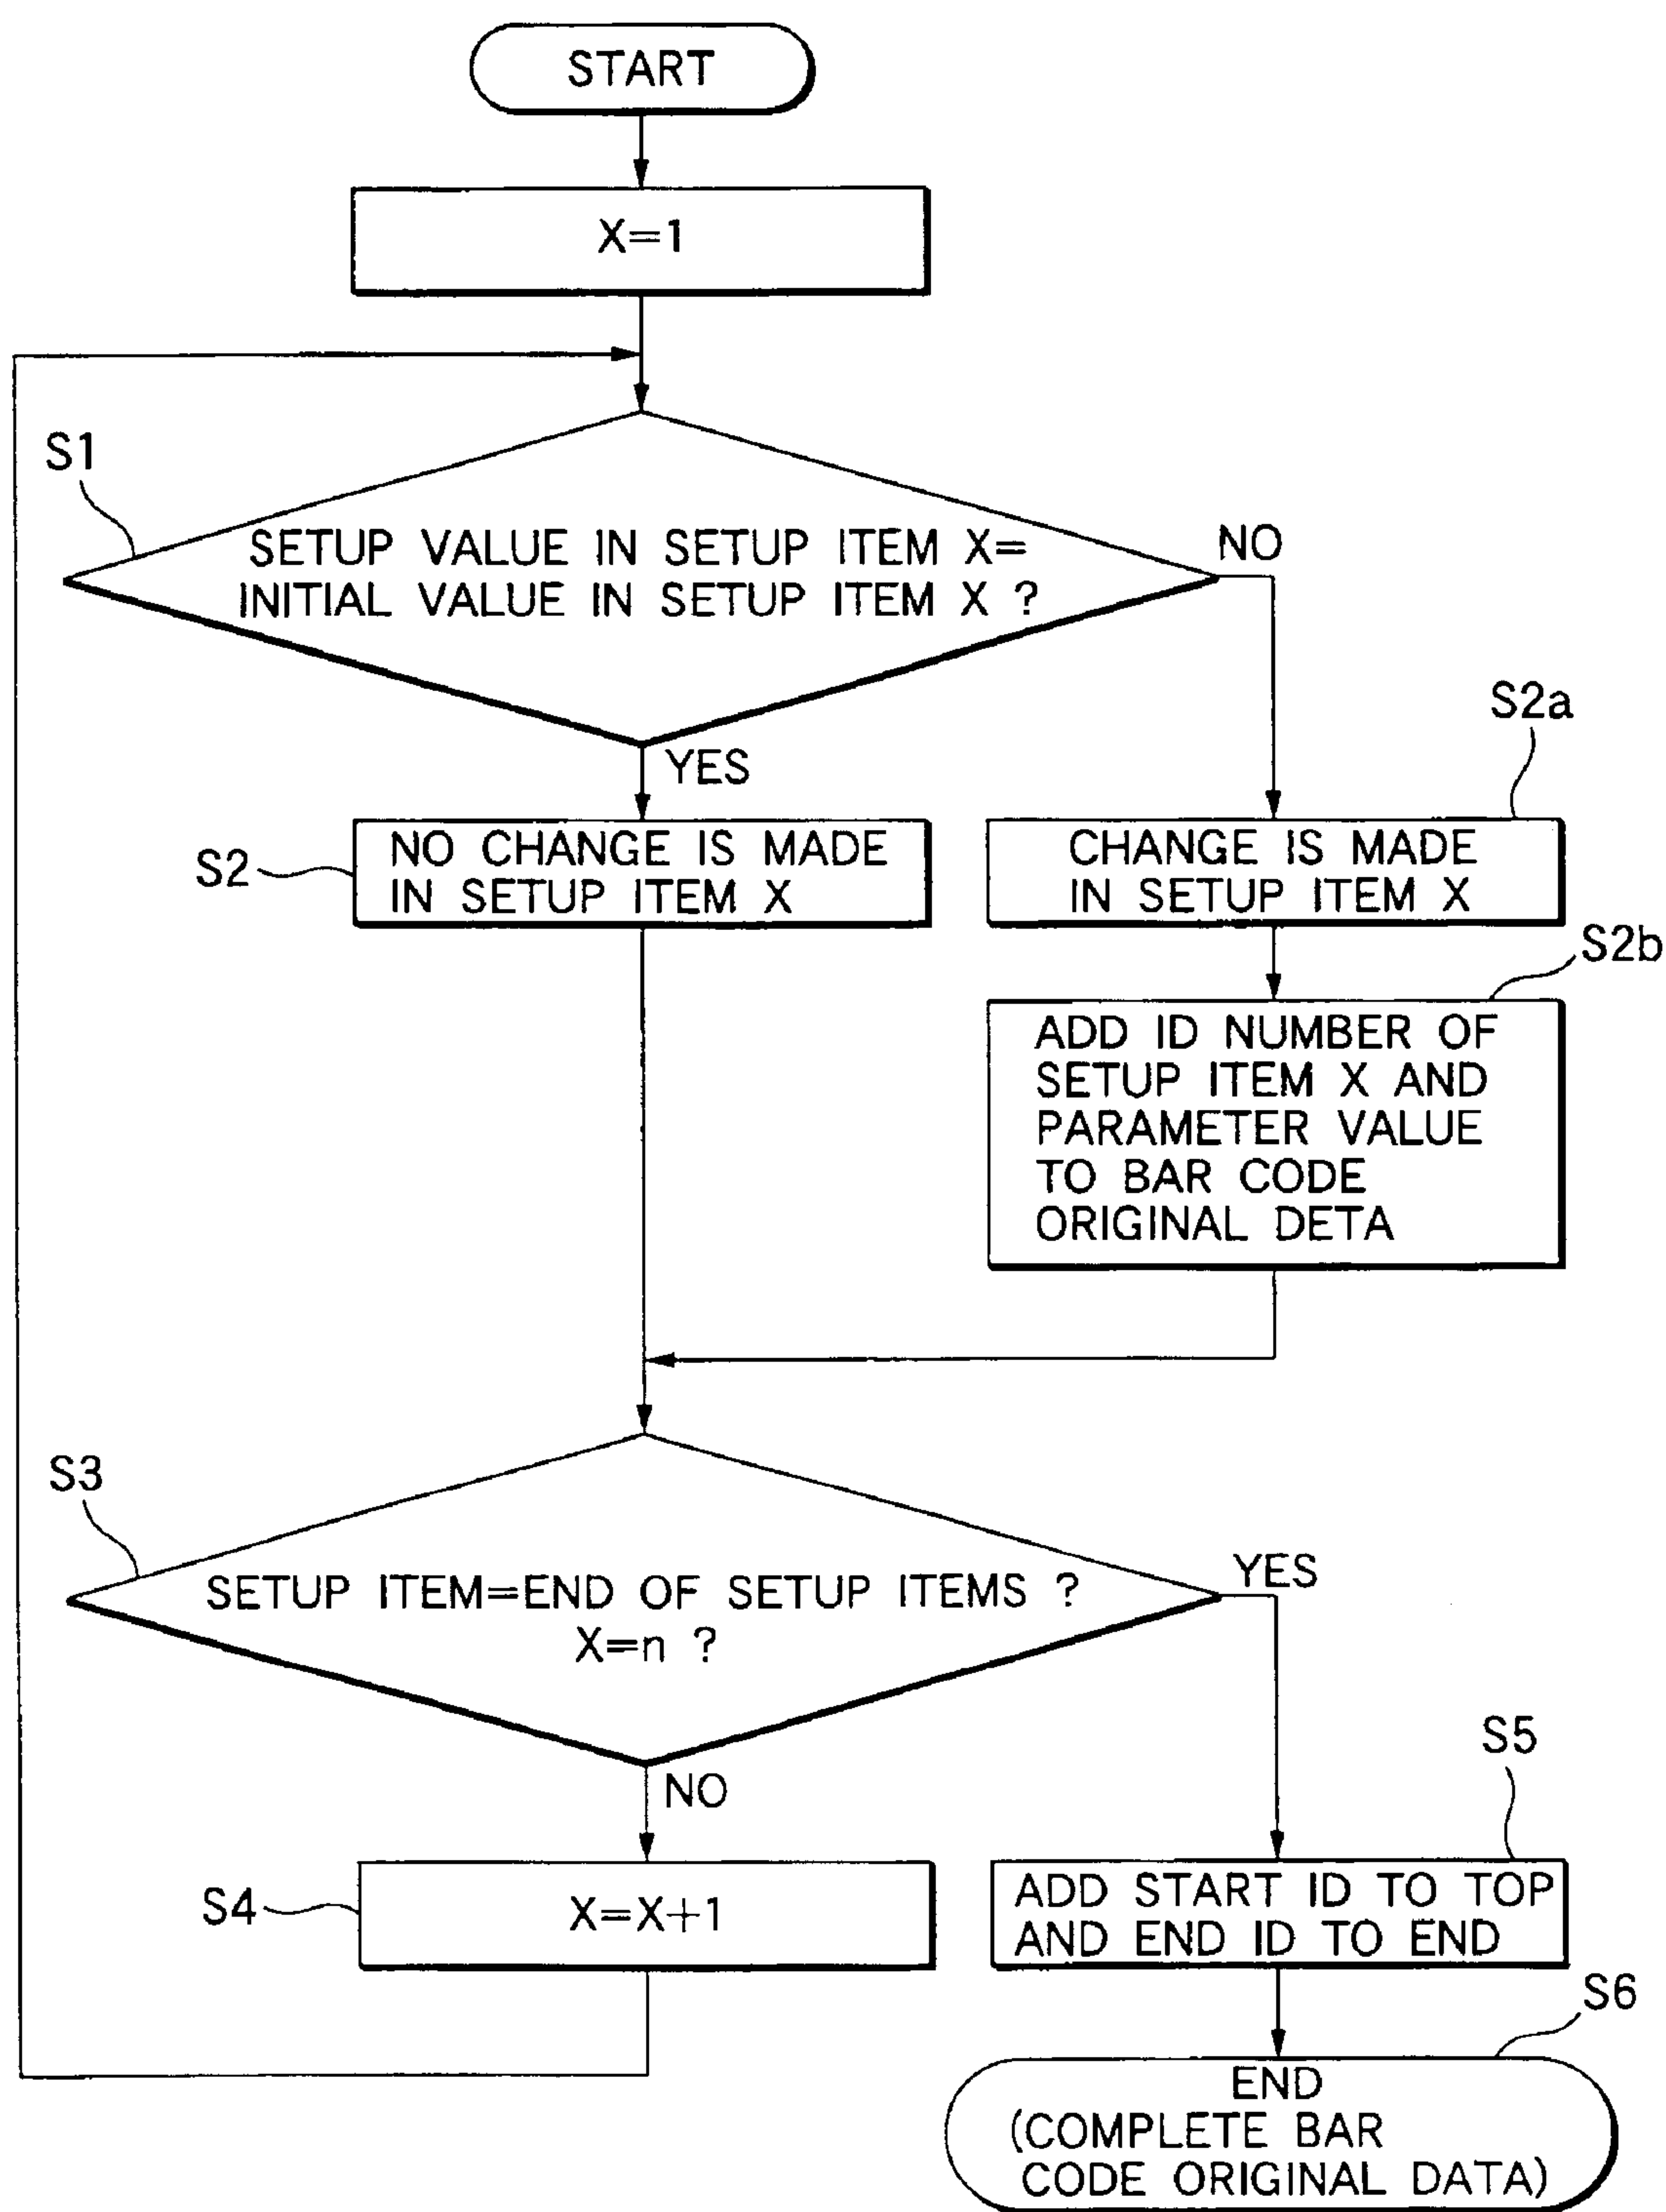 START
X=1
S1
SETUP VALUE IN SETUP ITEM X=
INITIAL VALUE IN SETUP ITEM X ?
NO
YES
S2
NO CHANGE IS MADE
IN SETUP ITEM X
S2a
CHANGE IS MADE
IN SETUP ITEM X
S2b
ADD ID NUMBER OF
SETUP ITEM X AND
PARAMETER VALUE
TO BAR CODE
ORIGINAL DETA
S3
SETUP ITEM=END OF SETUP ITEMS ?
X=n ?
YES
NO
S4
X=X+1
S5
ADD START ID TO TOP
AND END ID TO END
S6
END
(COMPLETE BAR
CODE ORIGINAL DATA)